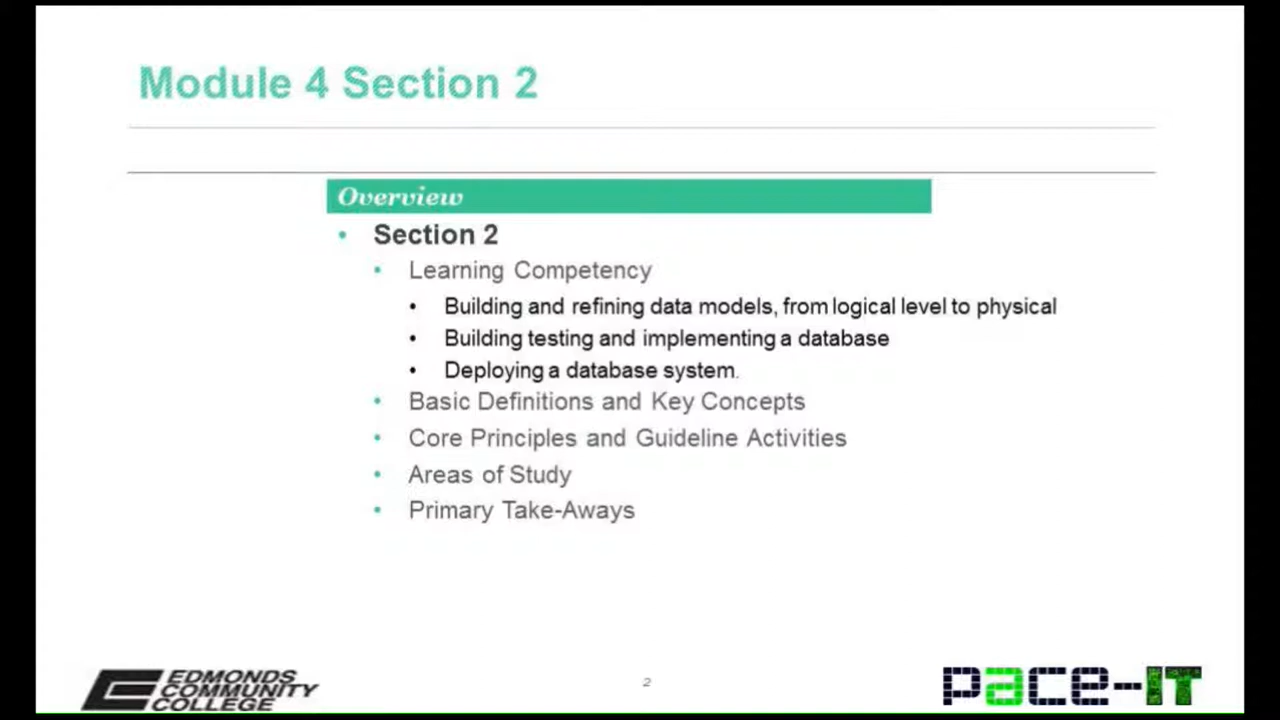 Module 4 Section 2
Overview
• Section 2
• Learning Competency
• Building and refining data models, from logical level to physical
• Building testing and implementing a database
• Deploying a database system.
• Basic Definitions and Key Concepts
• Core Principles and Guideline Activities
• Areas of Study
• Primary Take-Aways
EDMONDS
COMMUNITY
COLLEGE
2
pace-IT